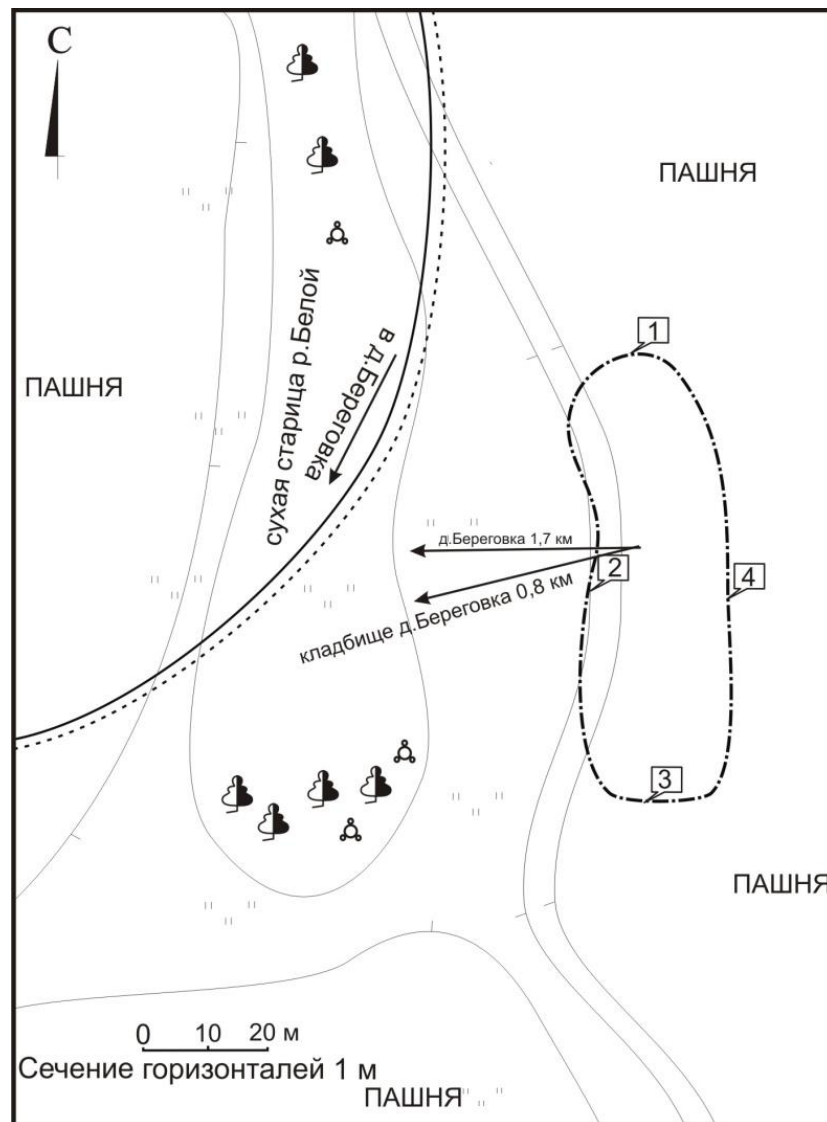 С
ПАШНЯ
1
ПАШНЯ
сухая старица р.Белой
в д.Береговка
д.Береговка 1,7 км
2
4
кладбище д.Береговка 0,8 км
3
ПАШНЯ
0 10 20 м
Сечение горизонталей 1 м
ПАШНЯ